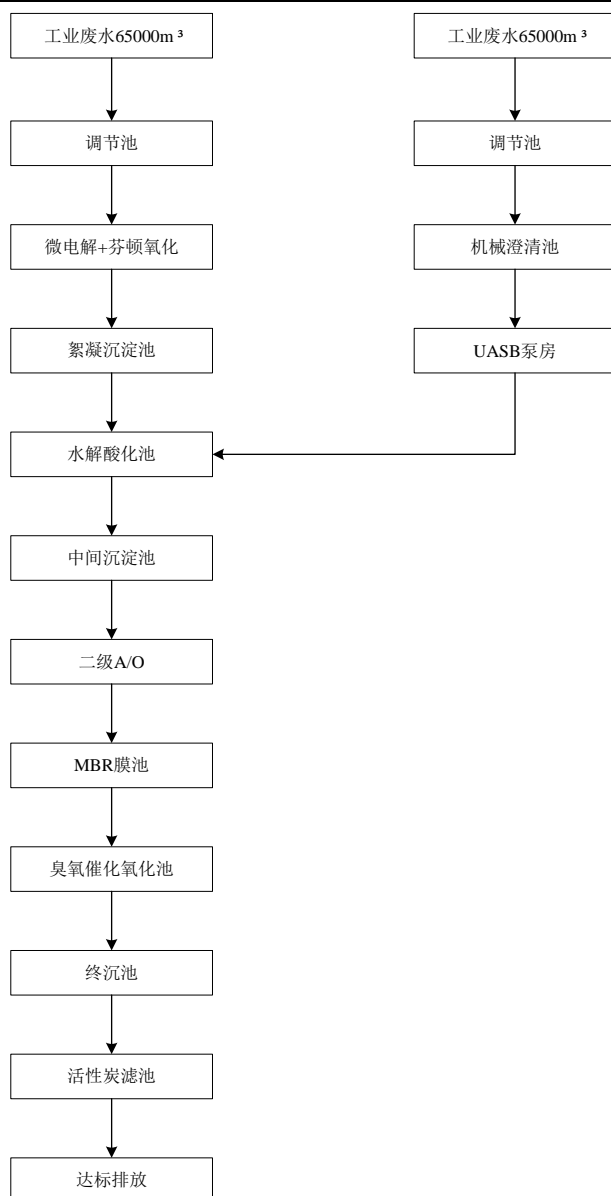 工业废水65000m³
工业废水65000m³
调节池
调节池
微电解+芬顿氧化
机械澄清池
絮凝沉淀池
UASB泵房
水解酸化池
中间沉淀池
二级A/O
MBR膜池
臭氧催化氧化池
终沉池
活性炭滤池
达标排放